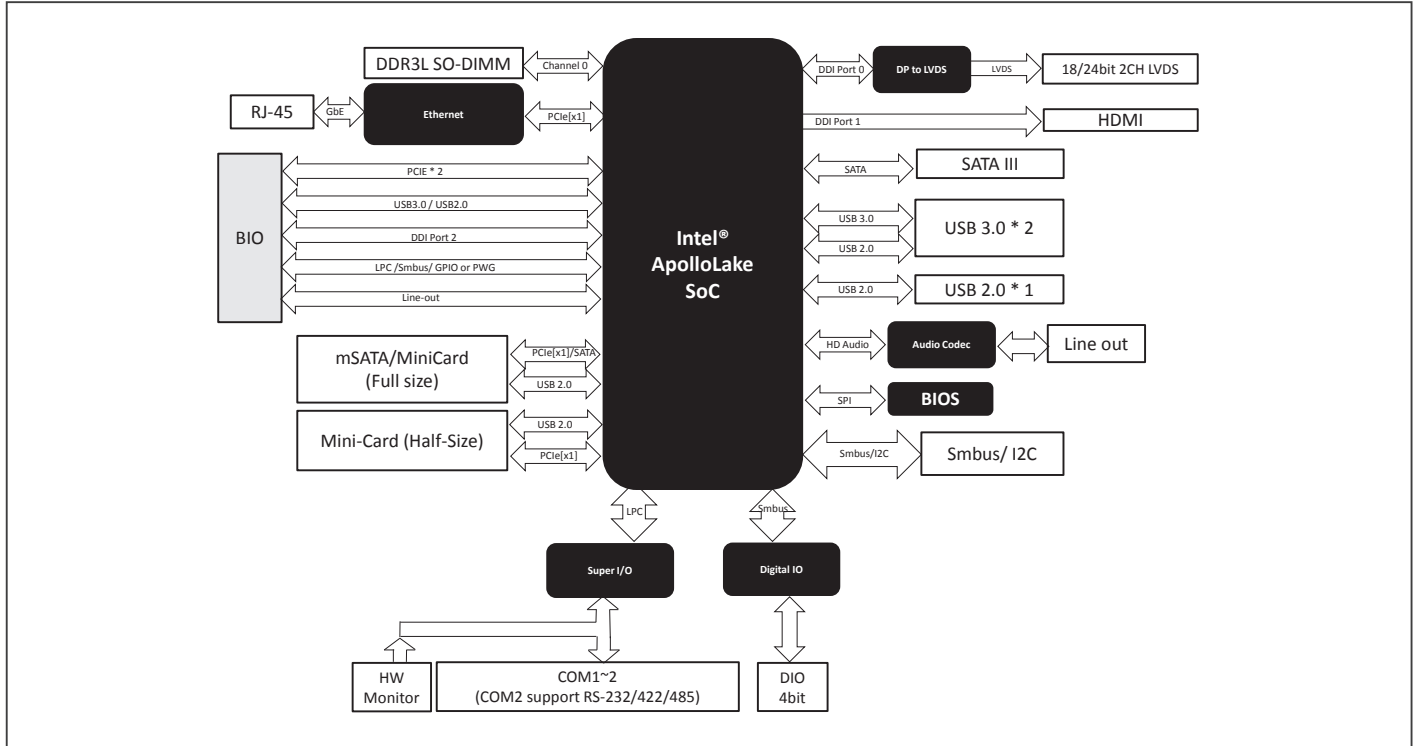 DDR3L SO-DIMM
Channel 0
RJ-45
GbE
Ethernet
PCIe[x1]
BIO
PCIE * 2
USB3.0 / USB2.0
DDI Port 2
LPC /Smbus/ GPIO or PWG
Line-out
mSATA/MiniCard
(Full size)
PCIe[x1]/SATA
USB 2.0
Mini-Card (Half-Size)
USB 2.0
PCIe[x1]
Intel®
ApolloLake
SoC
DDI Port 0
DP to LVDS
LVDS
18/24bit 2CH LVDS
DDI Port 1
HDMI
SATA
SATA III
USB 3.0
USB 2.0
USB 3.0 * 2
USB 2.0
USB 2.0 * 1
HD Audio
Audio Codec
Line out
SPI
BIOS
Smbus/I2C
Smbus/ I2C
LPC
Smbus
Super I/O
Digital IO
HW
Monitor
COM1~2
(COM2 support RS-232/422/485)
DIO
4bit